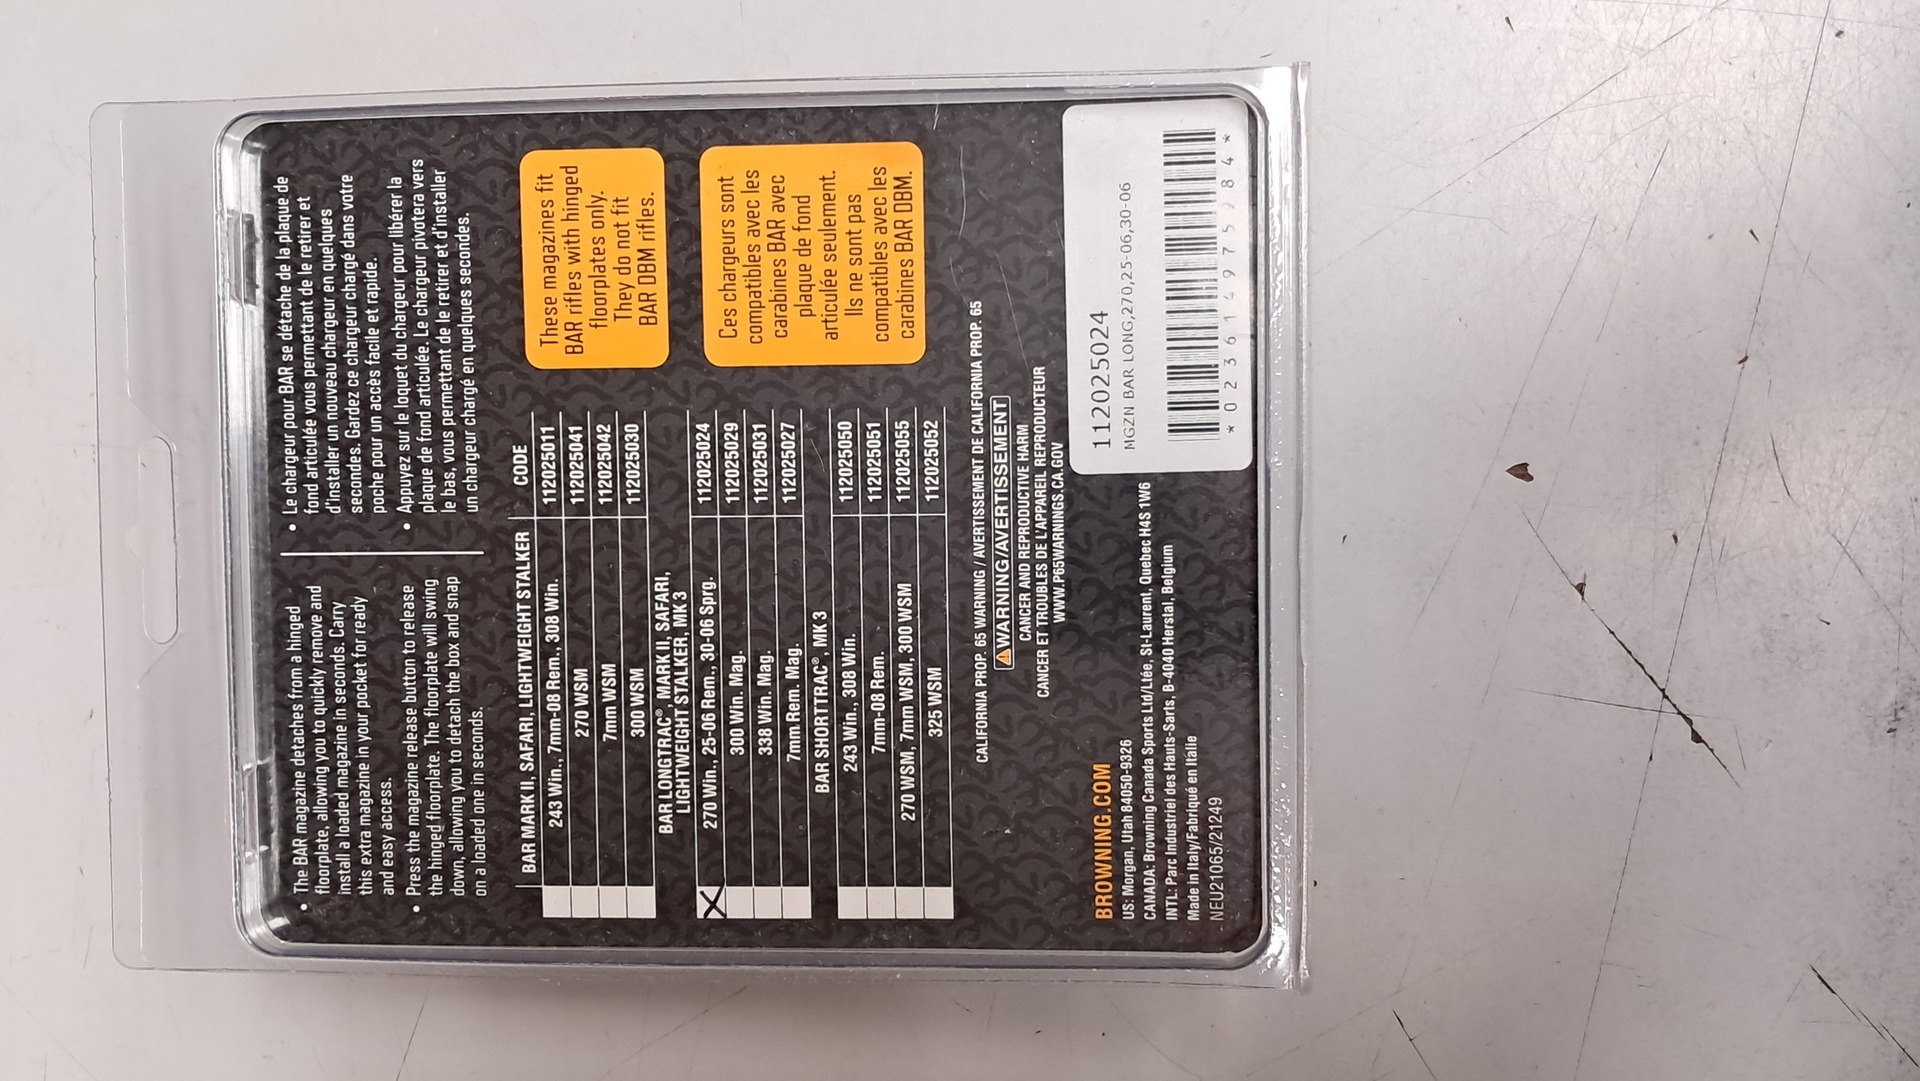 • The BAR magazine detaches from a hinged
floorplate, allowing you to quickly remove and
install a loaded magazine in seconds. Carry
this extra magazine in your pocket for ready
and easy access.
• Press the magazine release button to release
the hinged floorplate. The floorplate will swing
down, allowing you to detach the box and snap
on a loaded one in seconds.
• Le chargeur pour BAR se détache de la plaque de
fond articulée vous permettant de le retirer et
d'installer un nouveau chargeur en quelques
secondes. Gardez ce chargeur chargé dans votre
poche pour un accès facile et rapide.
• Appuyez sur le loquet du chargeur pour libérer la
plaque de fond articulée. Le chargeur pivotera vers
le bas, vous permettant de le retirer et d'installer
un chargeur chargé en quelques secondes.
BAR MARK II, SAFARI, LIGHTWEIGHT STALKER CODE
243 Win., 7mm-08 Rem., 308 Win. 112025011
270 WSM 112025041
7mm WSM 112025042
300 WSM 112025030
BAR LONGTRAC®, MARK II, SAFARI,
LIGHTWEIGHT STALKER, MK 3
X 270 Win., 25-06 Rem., 30-06 Sprg. 112025024
300 Win. Mag. 112025029
338 Win. Mag. 112025031
7mm Rem. Mag. 112025027
BAR SHORTTRAC®, MK 3
243 Win., 308 Win. 112025050
7mm-08 Rem. 112025051
270 WSM, 7mm WSM, 300 WSM 112025055
325 WSM 112025052
These magazines fit
BAR rifles with hinged
floorplates only.
They do not fit
BAR DBM rifles.
Ces chargeurs sont
compatibles avec les
carabines BAR avec
plaque de fond
articulée seulement.
Ils ne sont pas
compatibles avec les
carabines BAR DBM.
CALIFORNIA PROP. 65 WARNING / AVERTISSEMENT DE CALIFORNIA PROP. 65
⚠WARNING/AVERTISSEMENT
CANCER AND REPRODUCTIVE HARM
CANCER ET TROUBLES DE L'APPAREIL REPRODUCTEUR
WWW.P65WARNINGS.CA.GOV
BROWNING.COM
US: Morgan, Utah 84050-9326
CANADA: Browning Canada Sports Ltd/Ltée, St-Laurent, Quebec H4S 1W6
INTL: Parc Industriel des Hauts-Sarts, B-4040 Herstal, Belgium
Made in Italy/Fabriqué en Italie
NEU21065/21249
112025024
MGZN BAR LONG,270,25-06,30-06
*023614975984*